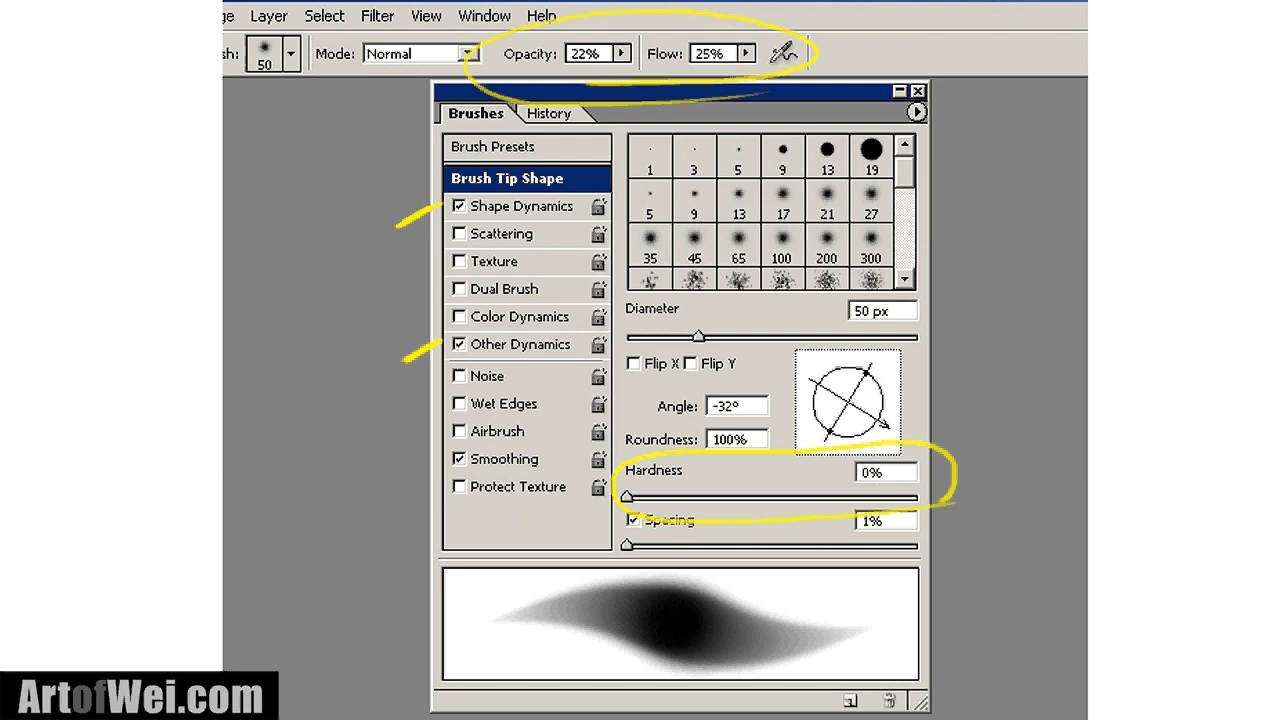 ge Layer Select Filter View Window Help
sh: 50 Mode: Normal Opacity: 22% Flow: 25%
Brushes History
Brush Presets
Brush Tip Shape
Shape Dynamics
Scattering
Texture
Dual Brush
Color Dynamics
Other Dynamics
Noise
Wet Edges
Airbrush
Smoothing
Protect Texture
1 3 5 9 13 19
5 9 13 17 21 27
35 45 65 100 200 300
Diameter 50 px
Flip X Flip Y
Angle: -32°
Roundness: 100%
Hardness 0%
Spacing 1%
ArtofWei.com